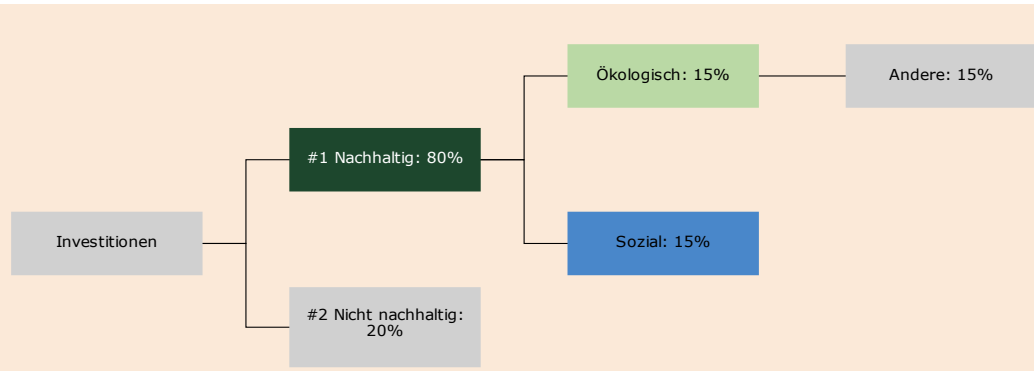 Ökologisch: 15%
Andere: 15%
#1 Nachhaltig: 80%
Investitionen
Sozial: 15%
#2 Nicht nachhaltig:
20%